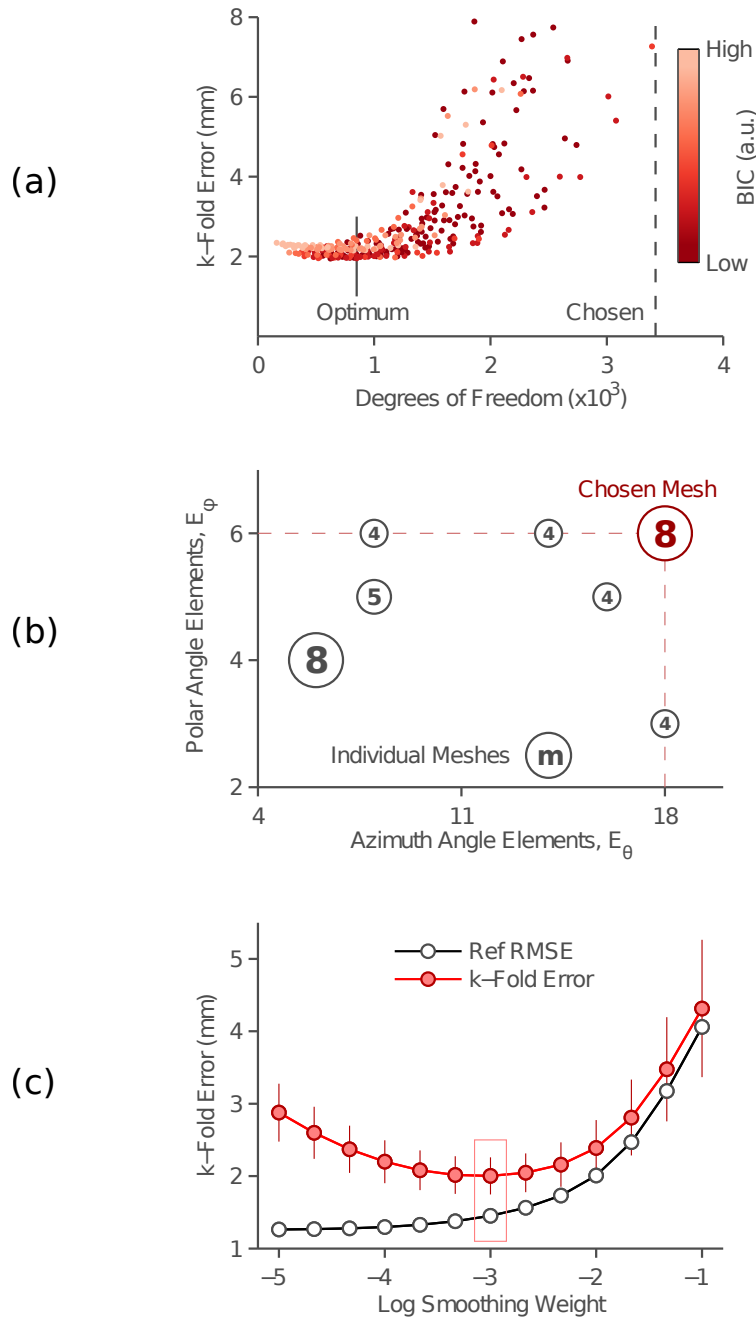 (a)
k−Fold Error (mm)
8
6
4
2
0
1
2
3
4
Optimum
Chosen
High
Low
BIC (a.u.)
Degrees of Freedom (x10³)
(b)
Polar Angle Elements, Eφ
6
4
2
Chosen Mesh
4
4
8
5
4
8
4
Individual Meshes
m
4
11
18
Azimuth Angle Elements, Eθ
(c)
k−Fold Error (mm)
5
4
3
2
1
Ref RMSE
k−Fold Error
−5
−4
−3
−2
−1
Log Smoothing Weight